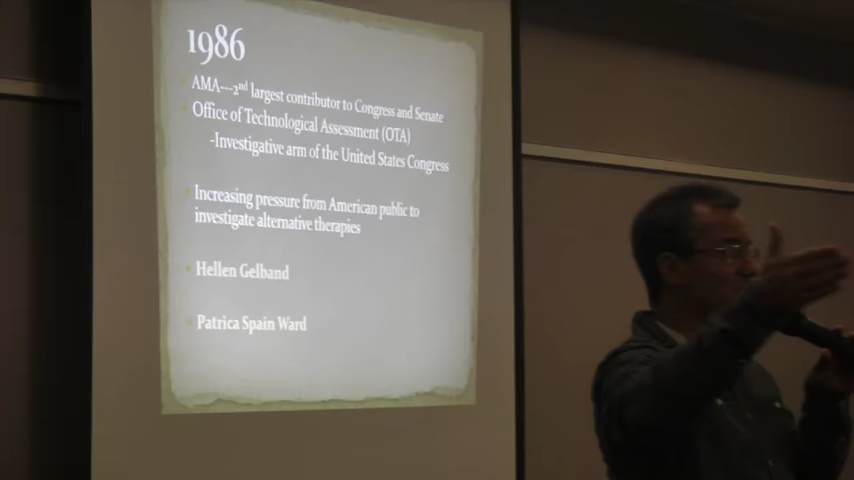 1986
AMA---2nd largest contributor to Congress and Senate
Office of Technological Assessment (OTA)
-Investigative arm of the United States Congress
Increasing pressure from American public to
investigate alternative therapies
Hellen Gelband
Patrica Spain Ward